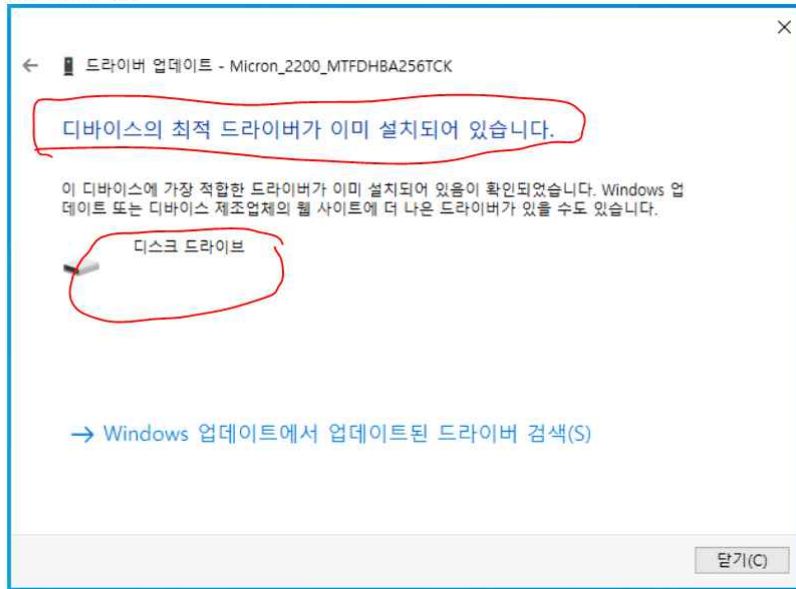 드라이버 업데이트 - Micron_2200_MTFDHBA256TCK
디바이스의 최적 드라이버가 이미 설치되어 있습니다.
이 디바이스에 가장 적합한 드라이버가 이미 설치되어 있음이 확인되었습니다. Windows 업
데이트 또는 디바이스 제조업체의 웹 사이트에 더 나은 드라이버가 있을 수도 있습니다.
디스크 드라이브
→ Windows 업데이트에서 업데이트된 드라이버 검색(S)
닫기(C)